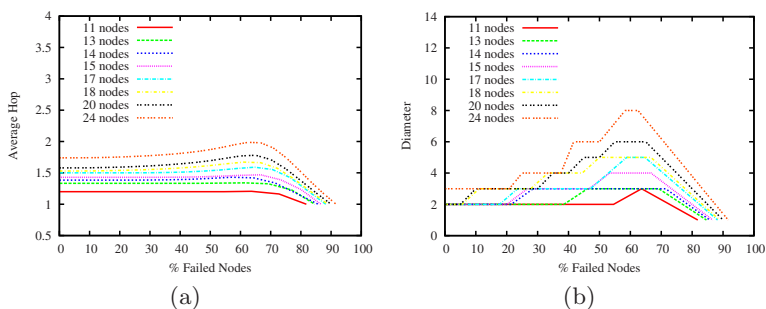 4
3.5
3
2.5
2
1.5
1
0.5
Average Hop
11 nodes
13 nodes
14 nodes
15 nodes
17 nodes
18 nodes
20 nodes
24 nodes
0 10 20 30 40 50 60 70 80 90 100
% Failed Nodes
(a)
14
12
10
8
6
4
2
0
Diameter
11 nodes
13 nodes
14 nodes
15 nodes
17 nodes
18 nodes
20 nodes
24 nodes
0 10 20 30 40 50 60 70 80 90 100
% Failed Nodes
(b)